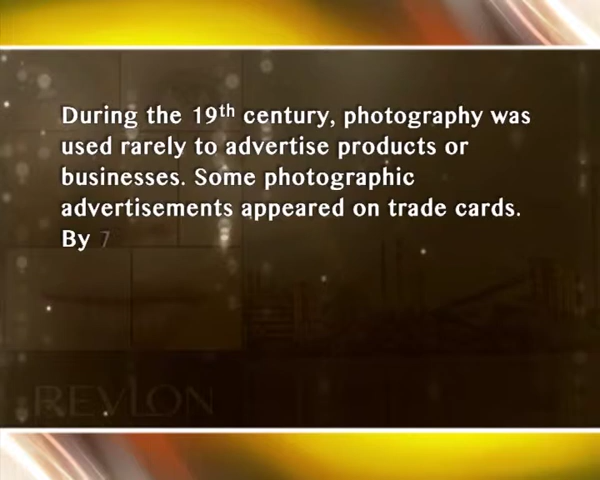 During the 19th century, photography was
used rarely to advertise products or
businesses. Some photographic
advertisements appeared on trade cards.
By
REVLON